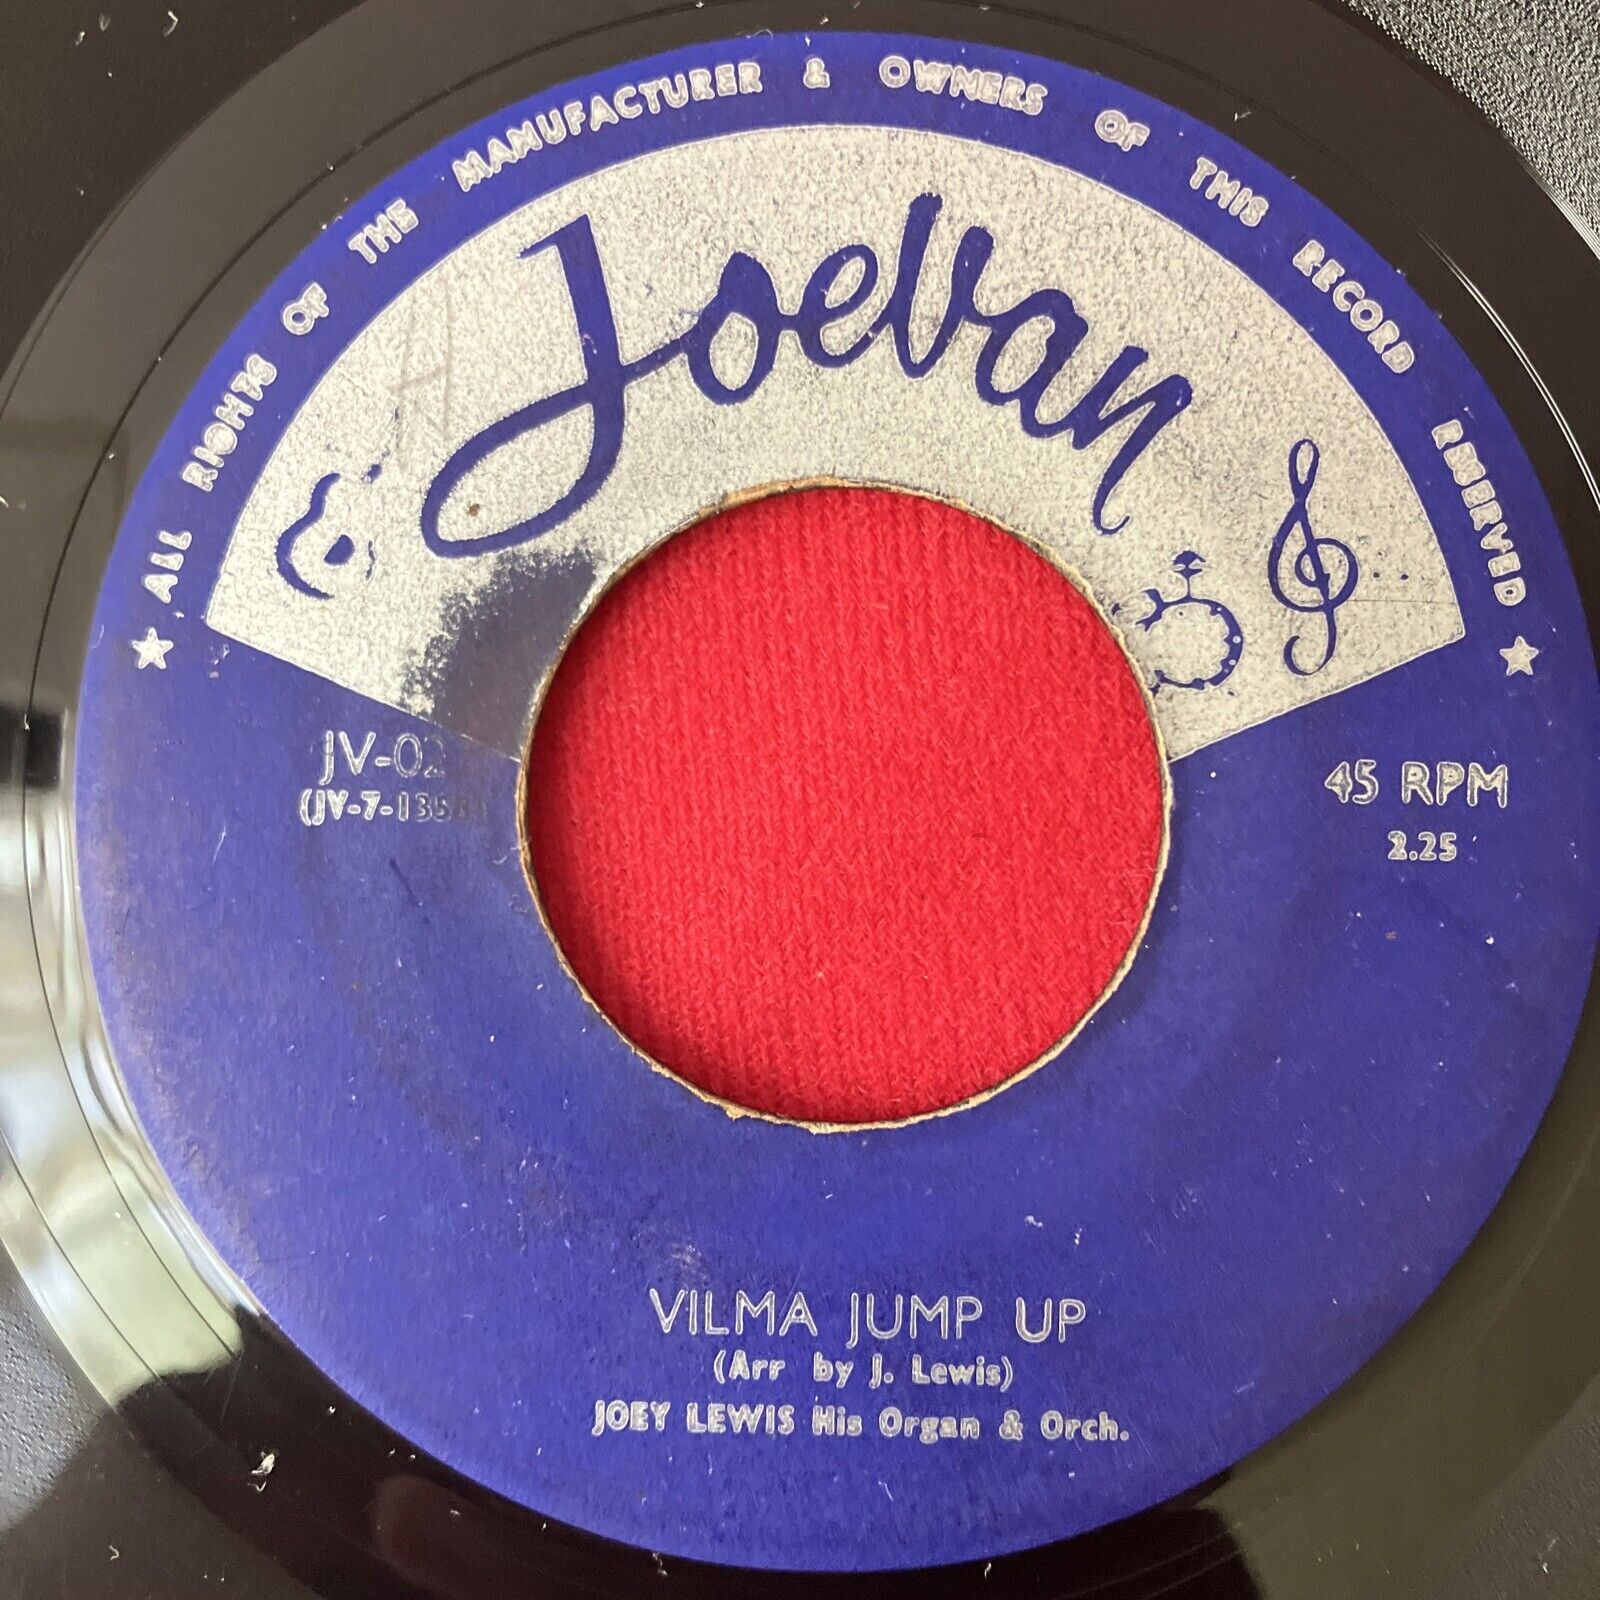 ★ ALL RIGHTS OF THE MANUFACTURER & OWNERS OF THIS RECORD RESERVED ★
Joevan
45 RPM
2.25
VILMA JUMP UP
(Arr by J. Lewis)
JOEY LEWIS His Organ & Orch.